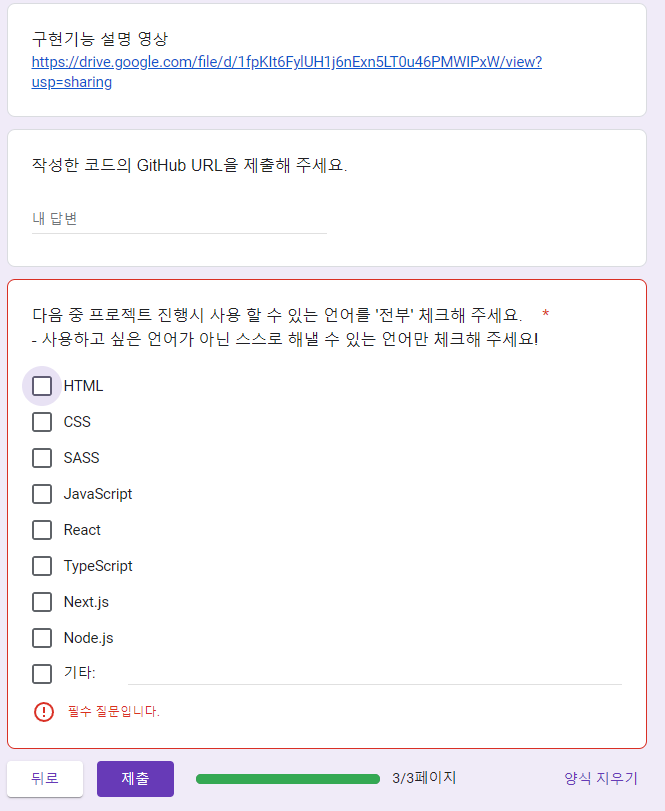 구현기능 설명 영상
https://drive.google.com/file/d/1fpKIt6FylUH1j6nExn5LT0u46PMWIPxW/view?
usp=sharing
작성한 코드의 GitHub URL을 제출해 주세요.
내 답변
다음 중 프로젝트 진행시 사용 할 수 있는 언어를 '전부' 체크해 주세요. *
- 사용하고 싶은 언어가 아닌 스스로 해낼 수 있는 언어만 체크해 주세요!
HTML
CSS
SASS
JavaScript
React
TypeScript
Next.js
Node.js
기타:
필수 질문입니다.
뒤로 제출 3/3페이지 양식 지우기